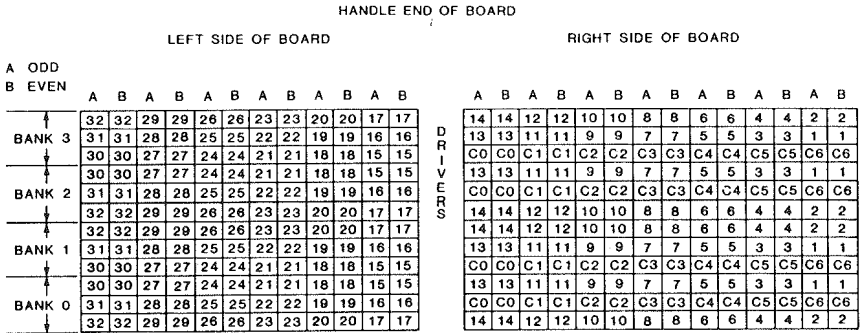 HANDLE END OF BOARD
LEFT SIDE OF BOARD RIGHT SIDE OF BOARD
A ODD
B EVEN
A B A B A B A B A B A B A B A B A B A B A B A B A B
32 32 29 29 26 26 23 23 20 20 17 17 14 14 12 12 10 10 8 8 6 6 4 4 2 2
BANK 3 31 31 28 28 25 25 22 22 19 19 16 16 13 13 11 11 9 9 7 7 5 5 3 3 1 1
30 30 27 27 24 24 21 21 18 18 15 15 C0 C0 C1 C1 C2 C2 C3 C3 C4 C4 C5 C5 C6 C6
30 30 27 27 24 24 21 21 18 18 15 15 13 13 11 11 9 9 7 7 5 5 3 3 1 1
BANK 2 31 31 28 28 25 25 22 22 19 19 16 16 C0 C0 C1 C1 C2 C2 C3 C3 C4 C4 C5 C5 C6 C6
32 32 29 29 26 26 23 23 20 20 17 17 14 14 12 12 10 10 8 8 6 6 4 4 2 2
32 32 29 29 26 26 23 23 20 20 17 17 14 14 12 12 10 10 8 8 6 6 4 4 2 2
BANK 1 31 31 28 28 25 25 22 22 19 19 16 16 13 13 11 11 9 9 7 7 5 5 3 3 1 1
30 30 27 27 24 24 21 21 18 18 15 15 C0 C0 C1 C1 C2 C2 C3 C3 C4 C4 C5 C5 C6 C6
30 30 27 27 24 24 21 21 18 18 15 15 13 13 11 11 9 9 7 7 5 5 3 3 1 1
BANK 0 31 31 28 28 25 25 22 22 19 19 16 16 C0 C0 C1 C1 C2 C2 C3 C3 C4 C4 C5 C5 C6 C6
32 32 29 29 26 26 23 23 20 20 17 17 14 14 12 12 10 10 8 8 6 6 4 4 2 2
DRIVERS